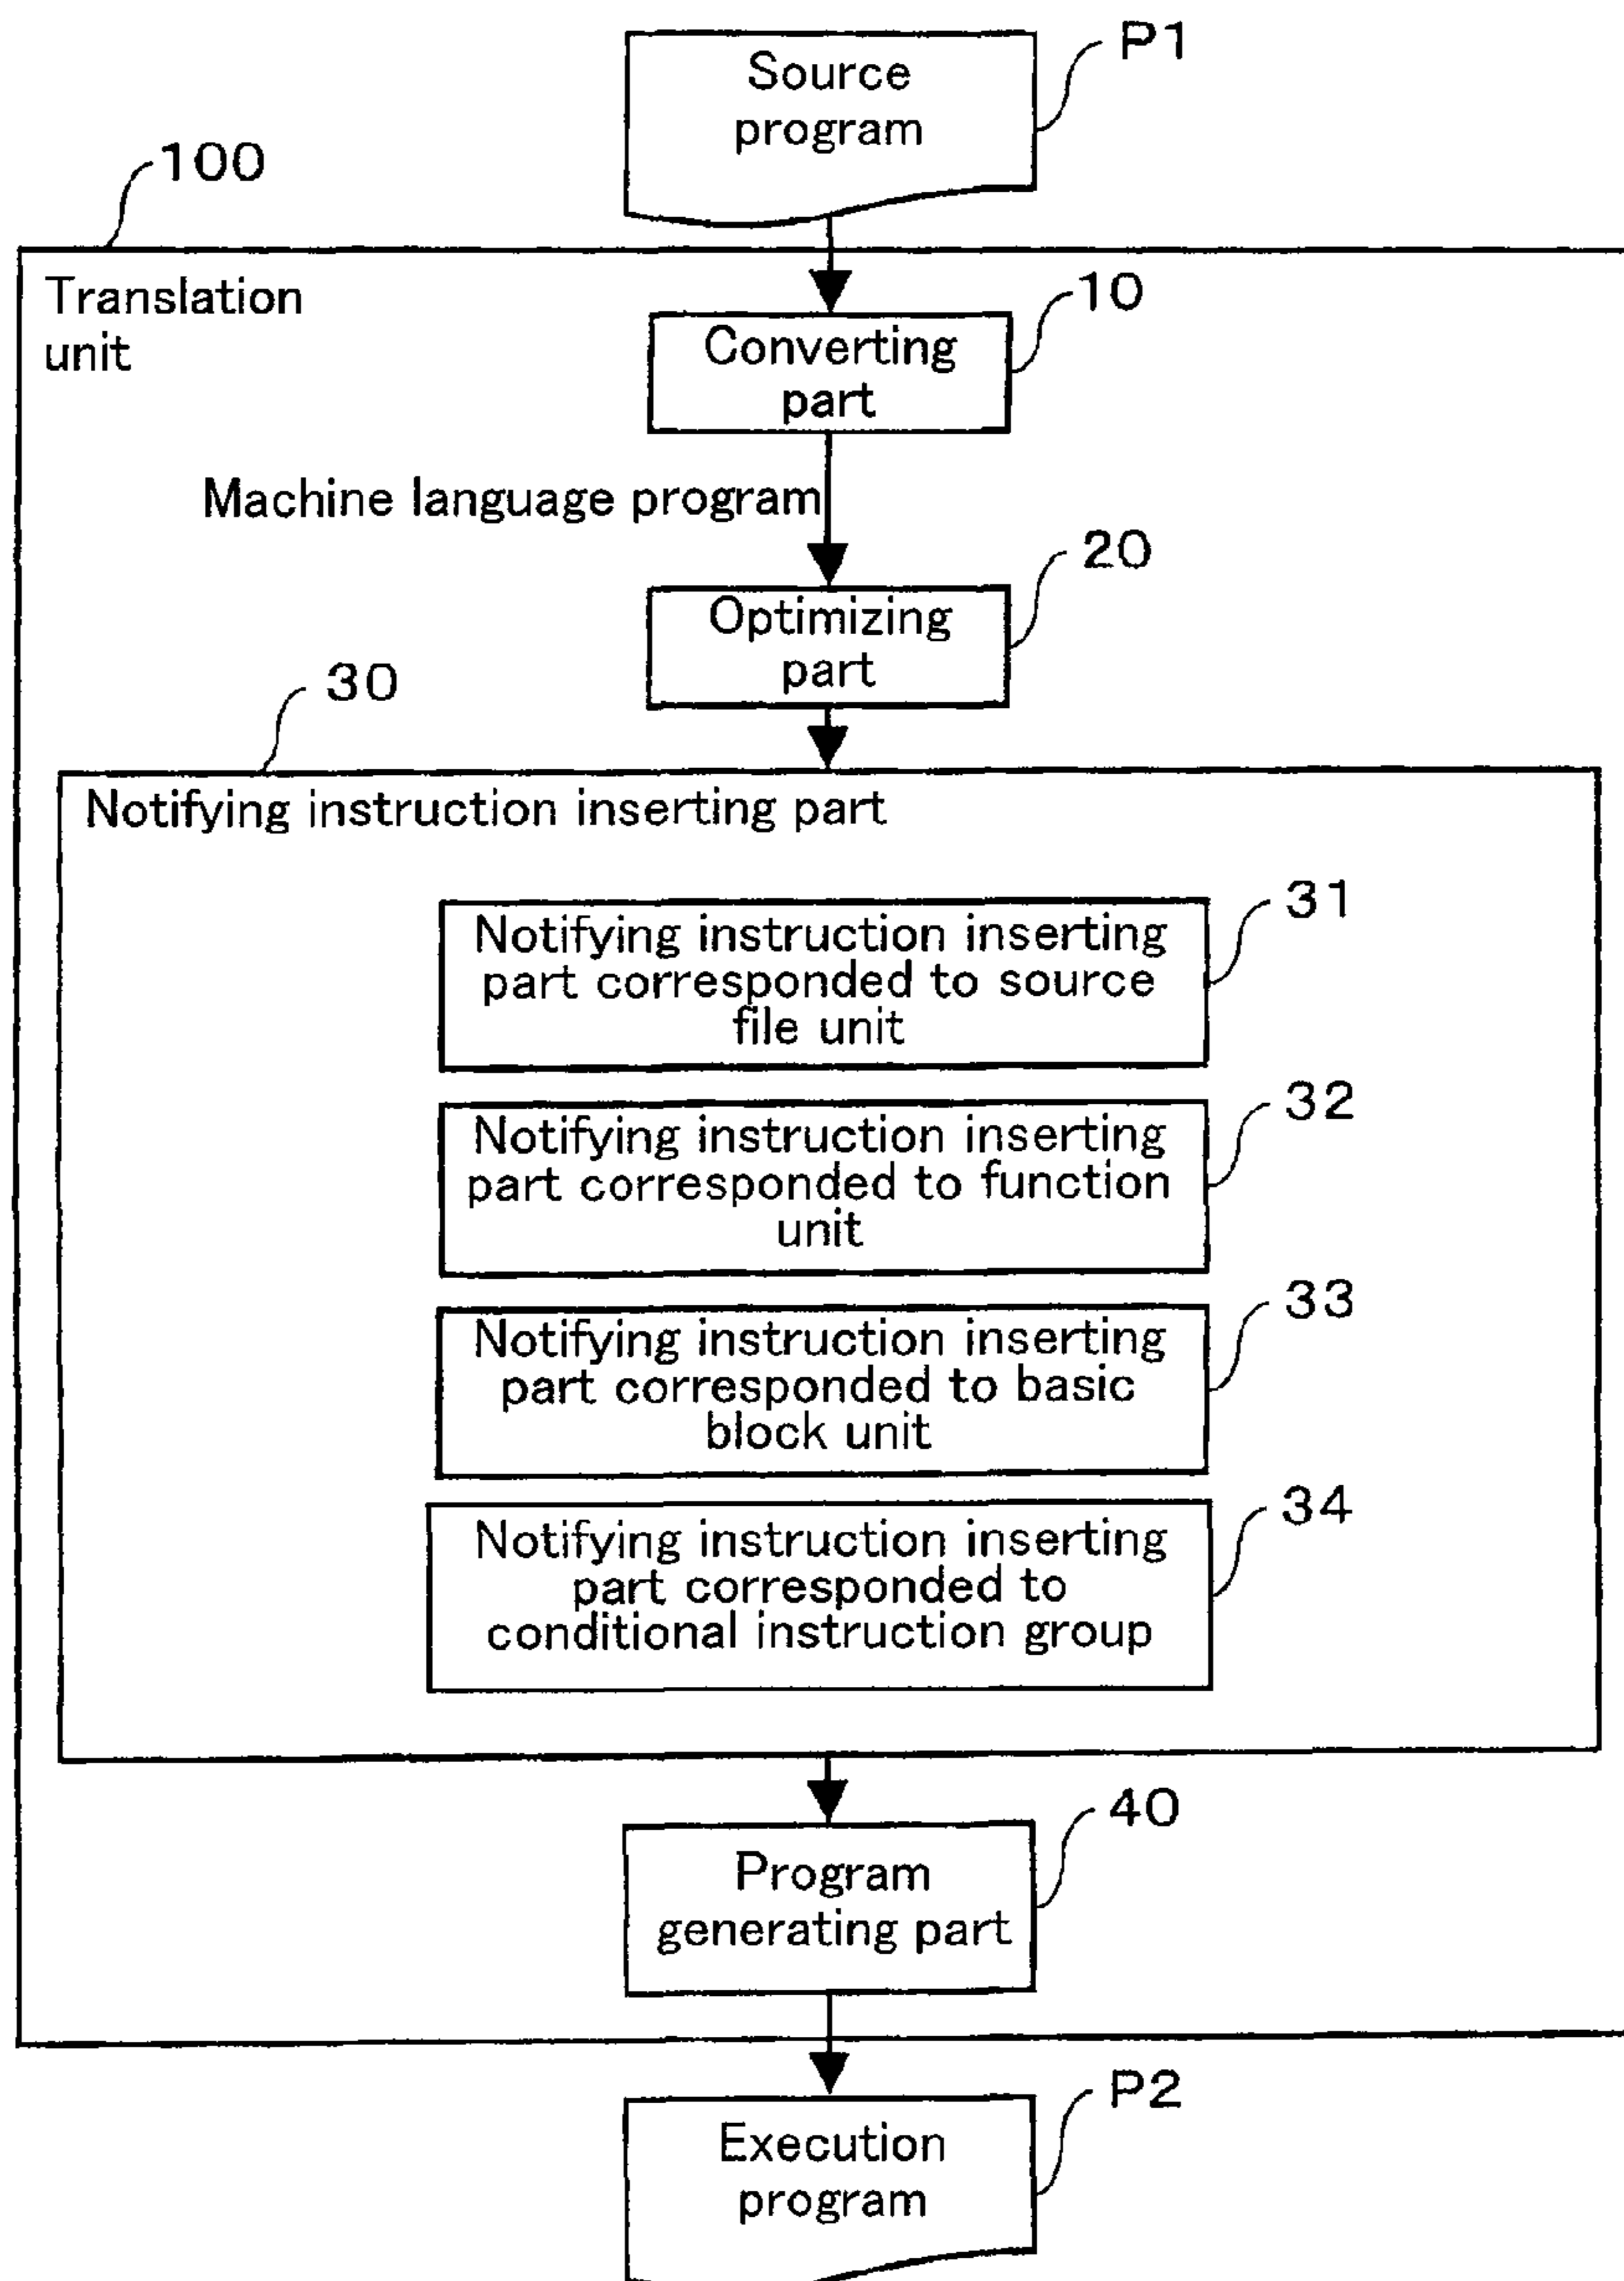 P1
Source
program
100
Translation
unit
10
Converting
part
Machine language program
20
Optimizing
part
30
Notifying instruction inserting part
31
Notifying instruction inserting
part corresponded to source
file unit
32
Notifying instruction inserting
part corresponded to function
unit
33
Notifying instruction inserting
part corresponded to basic
block unit
34
Notifying instruction inserting
part corresponded to
conditional instruction group
40
Program
generating part
P2
Execution
program